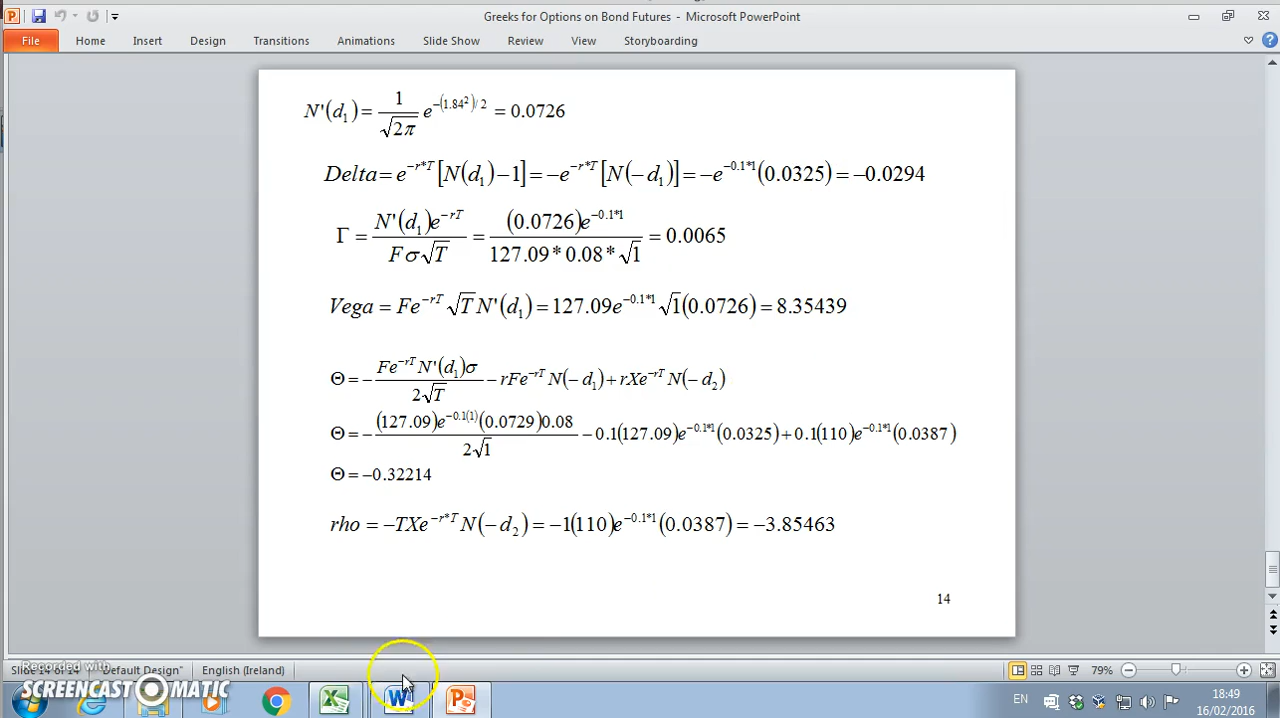 Greeks for Options on Bond Futures - Microsoft PowerPoint
File Home Insert Design Transitions Animations Slide Show Review View Storyboarding
N'(d₁) = 1/√(2π) e^(−(1.84²)/2) = 0.0726
Delta = e^(−r*T)[N(d₁)−1] = −e^(−r*T)[N(−d₁)] = −e^(−0.1*1)(0.0325) = −0.0294
Γ = N'(d₁)e^(−rT) / Fσ√T = (0.0726)e^(−0.1*1) / 127.09*0.08*√1 = 0.0065
Vega = Fe^(−rT) √T N'(d₁) = 127.09e^(−0.1*1) √1(0.0726) = 8.35439
Θ = − Fe^(−rT) N'(d₁)σ / 2√T − rFe^(−rT) N(−d₁) + rXe^(−rT) N(−d₂)
Θ = − (127.09)e^(−0.1(1)) (0.0729)0.08 / 2√1 − 0.1(127.09)e^(−0.1*1)(0.0325) + 0.1(110)e^(−0.1*1)(0.0387)
Θ = −0.32214
rho = −TXe^(−r*T) N(−d₂) = −1(110)e^(−0.1*1)(0.0387) = −3.85463
14
Slide 14 of 14 "Default Design" English (Ireland) 79%
Recorded with
SCREENCAST MATIC
EN 18:49
16/02/2016